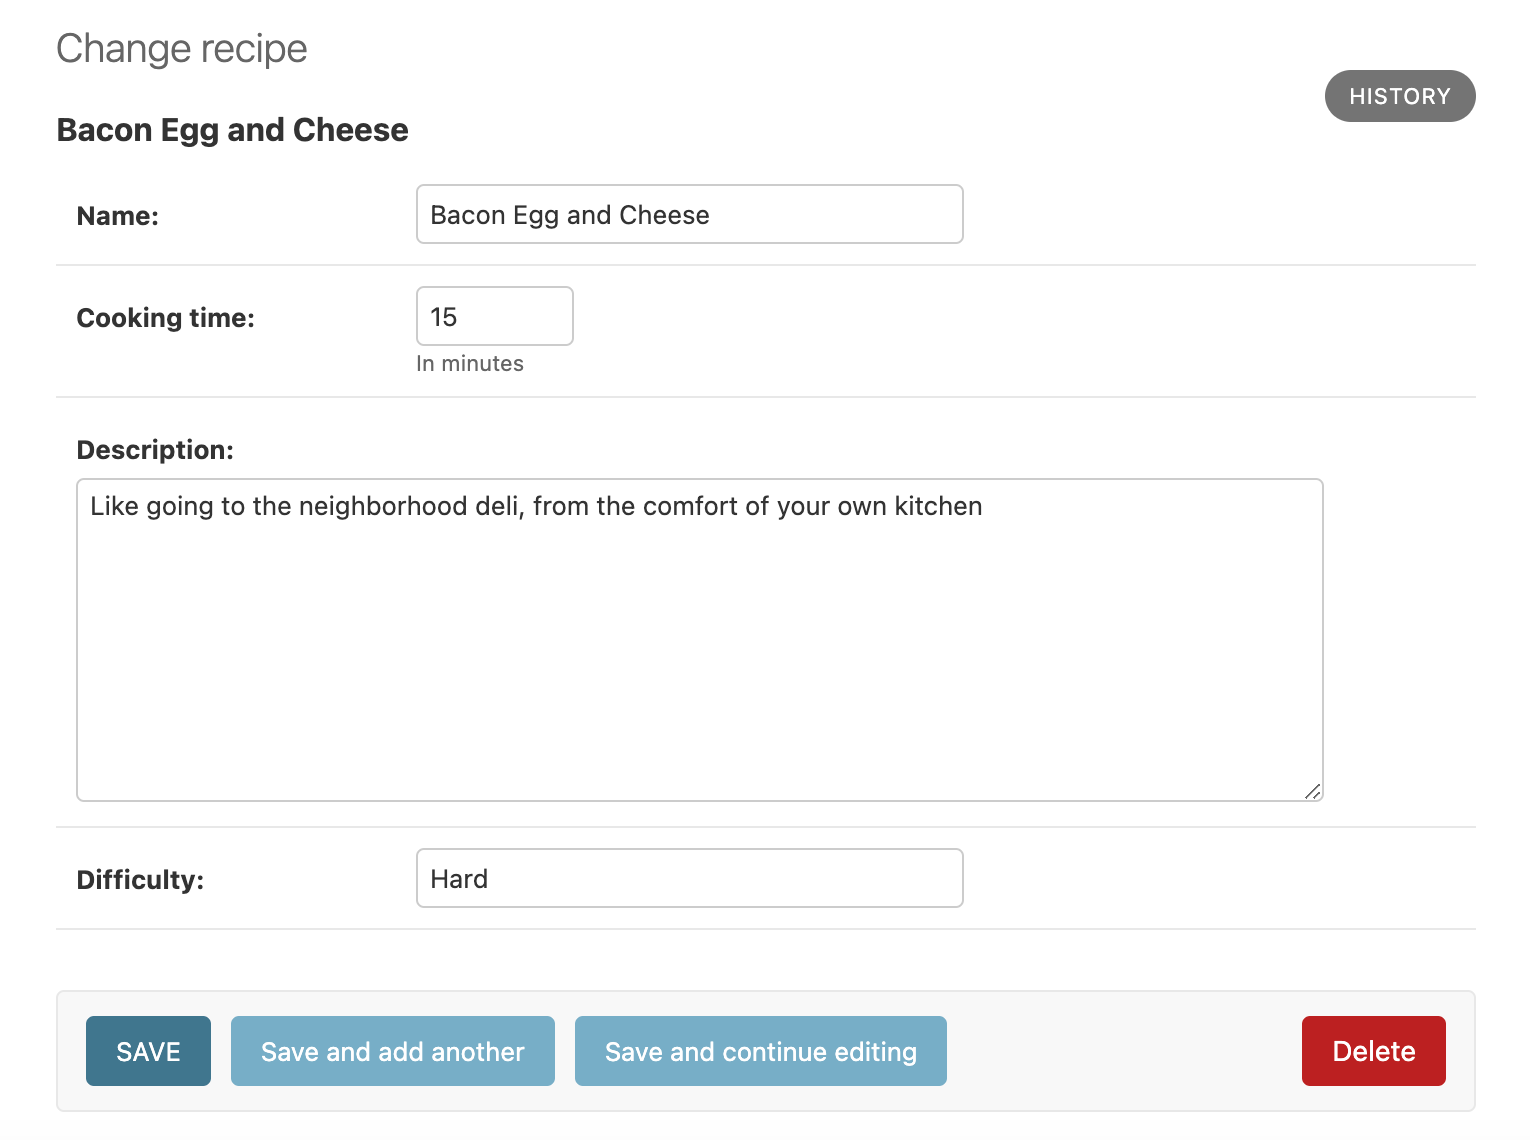 Change recipe
HISTORY
Bacon Egg and Cheese
Name:
Bacon Egg and Cheese
Cooking time:
15
In minutes
Description:
Like going to the neighborhood deli, from the comfort of your own kitchen
Difficulty:
Hard
SAVE
Save and add another
Save and continue editing
Delete